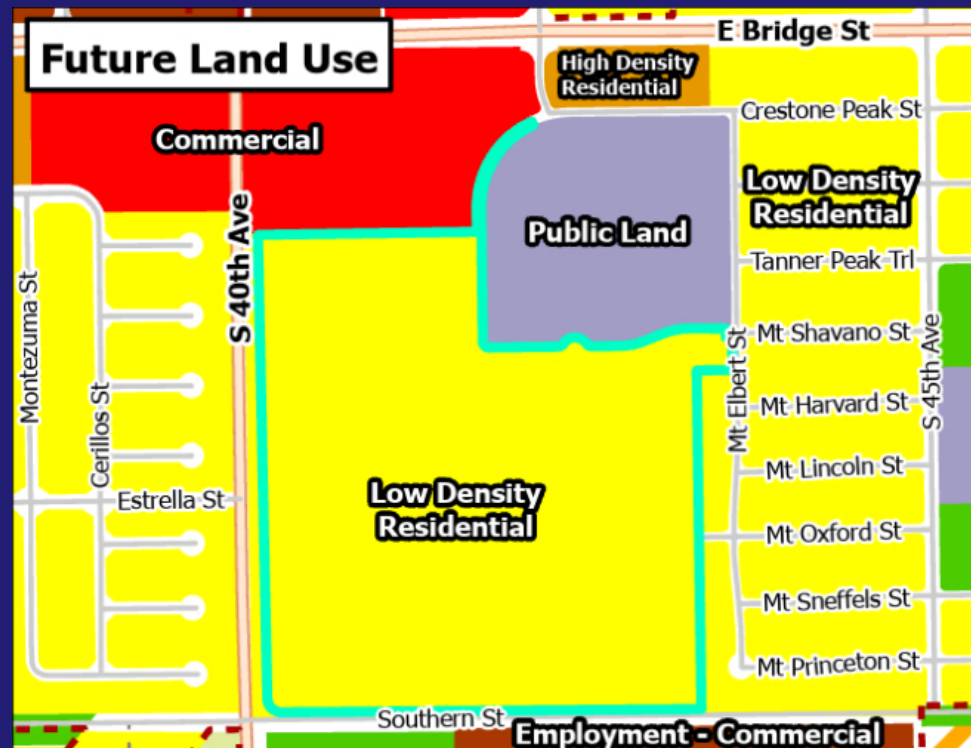 E Bridge St
Future Land Use
High Density
Residential
Crestone Peak St
Commercial
Low Density
Residential
Public Land
S 40th Ave
Tanner Peak Trl
Montezuma St
Mt Shavano St
S 45th Ave
Mt Elbert St
Cerillos St
Mt Harvard St
Mt Lincoln St
Estrella St
Low Density
Residential
Mt Oxford St
Mt Sneffels St
Mt Princeton St
Southern St
Employment - Commercial